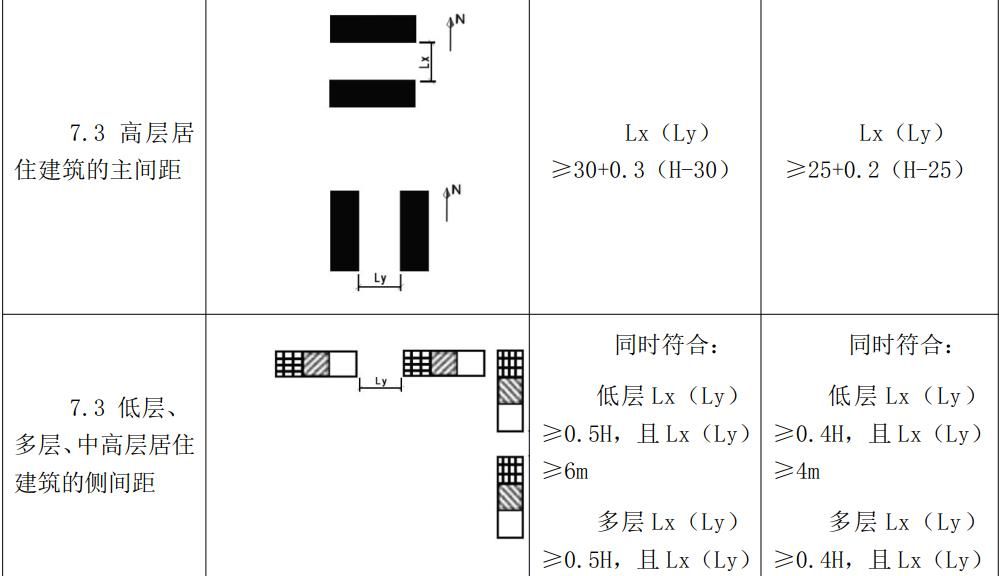 7.3 高层居
住建筑的主间距
N
Lx
N
Ly
Lx（Ly）
≥30+0.3（H-30）
Lx（Ly）
≥25+0.2（H-25）
7.3 低层、
多层、中高层居住
建筑的侧间距
Ly
同时符合：
低层 Lx（Ly）
≥0.5H，且 Lx（Ly）
≥6m
多层 Lx（Ly）
≥0.5H，且 Lx（Ly）
同时符合：
低层 Lx（Ly）
≥0.4H，且 Lx（Ly）
≥4m
多层 Lx（Ly）
≥0.4H，且 Lx（Ly）